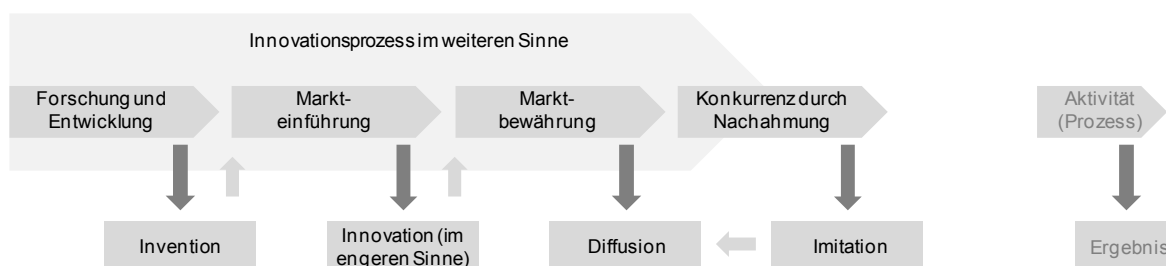 Innovationsprozess im weiteren Sinne
Forschung und
Entwicklung
Markt-
einführung
Markt-
bewährung
Konkurrenz durch
Nachahmung
Aktivität
(Prozess)
Invention
Innovation (im
engeren Sinne)
Diffusion
Imitation
Ergebnis